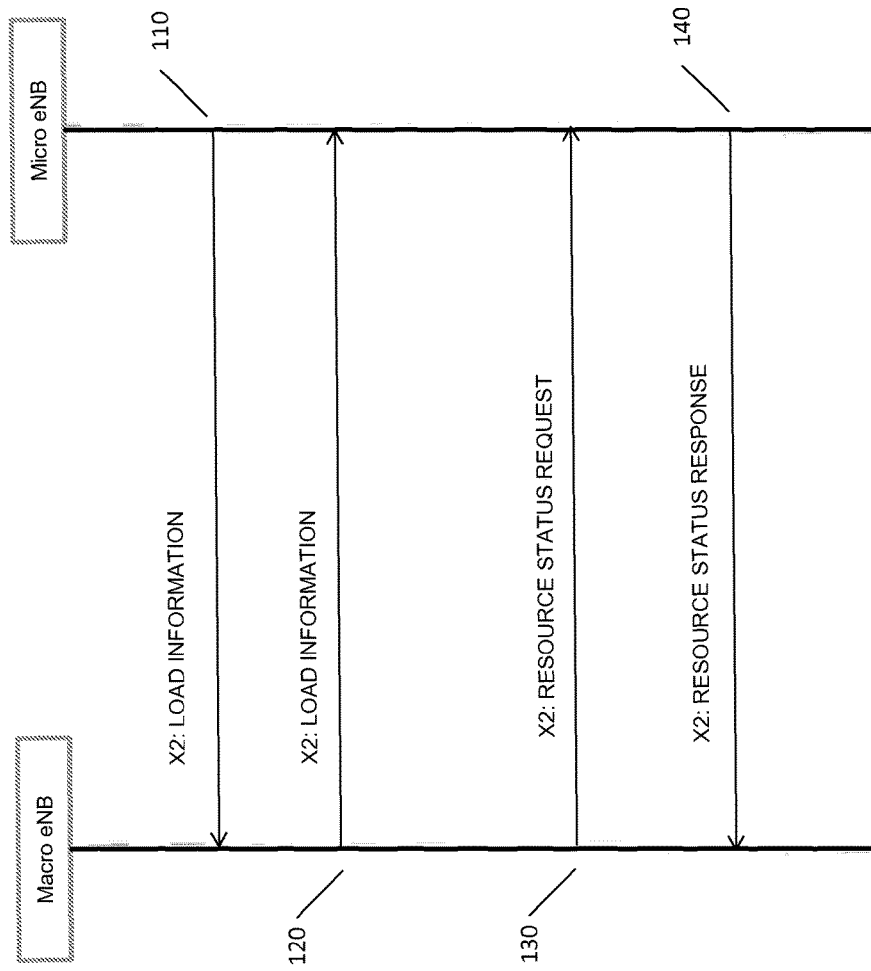 Macro eNB
Micro eNB
110
X2: LOAD INFORMATION
120
X2: LOAD INFORMATION
130
X2: RESOURCE STATUS REQUEST
140
X2: RESOURCE STATUS RESPONSE